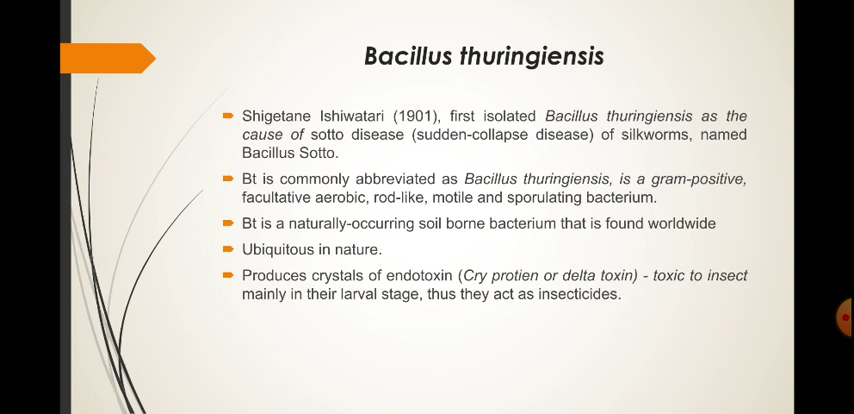 Bacillus thuringiensis
Shigetane Ishiwatari (1901), first isolated Bacillus thuringiensis as the
cause of sotto disease (sudden-collapse disease) of silkworms, named
Bacillus Sotto.
Bt is commonly abbreviated as Bacillus thuringiensis, is a gram-positive,
facultative aerobic, rod-like, motile and sporulating bacterium.
Bt is a naturally-occurring soil borne bacterium that is found worldwide
Ubiquitous in nature.
Produces crystals of endotoxin (Cry protien or delta toxin) - toxic to insect
mainly in their larval stage, thus they act as insecticides.